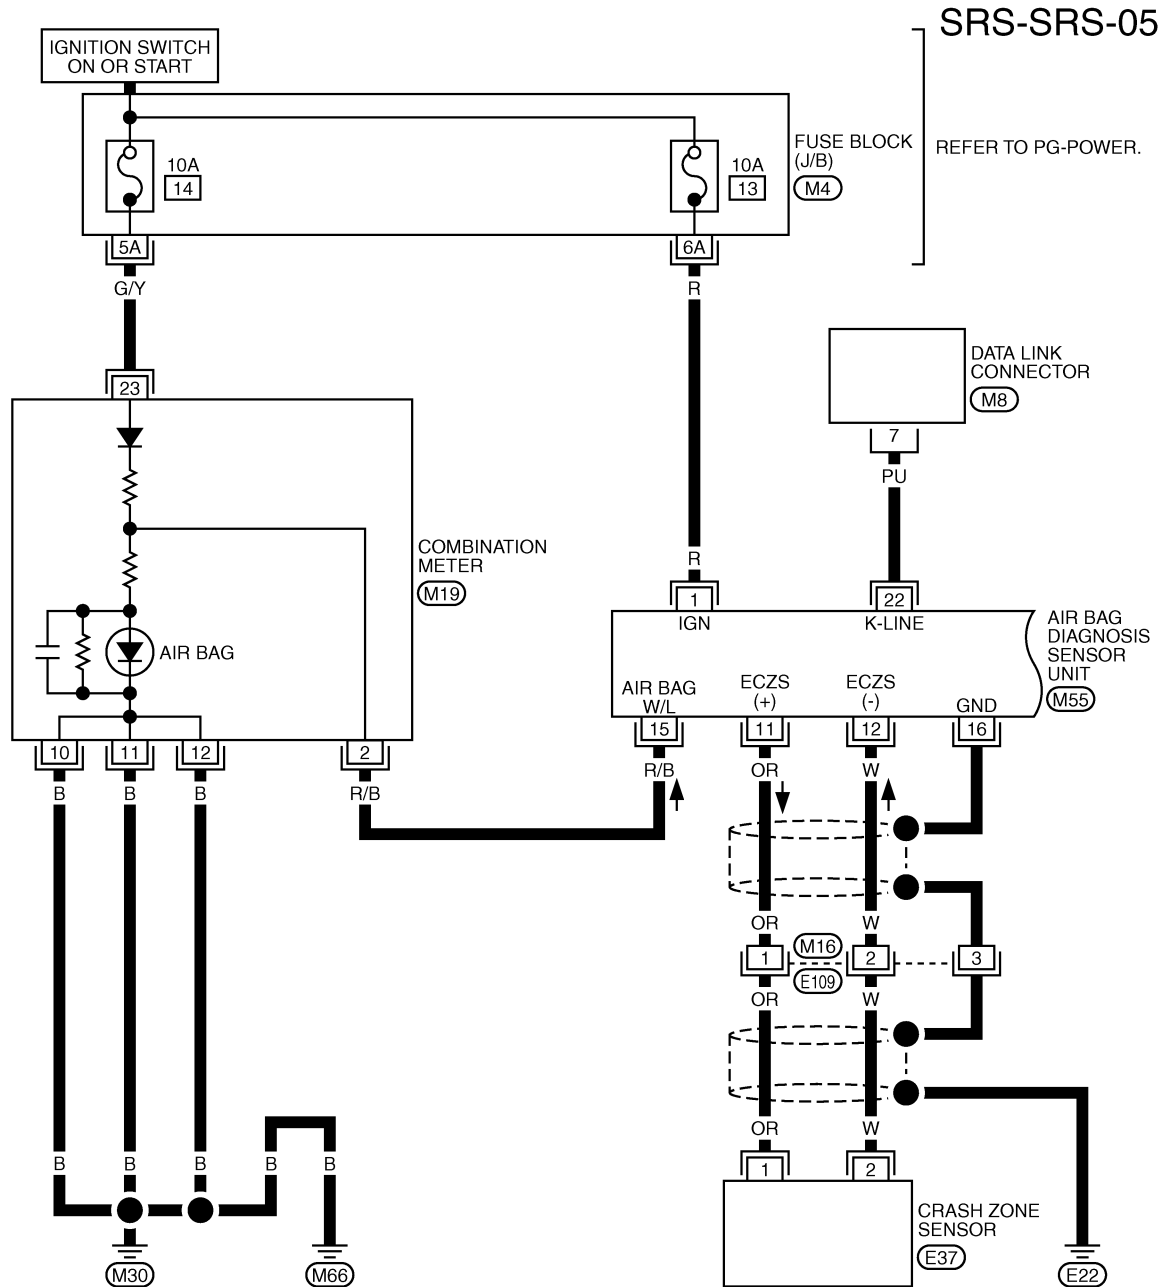 SRS-SRS-05
IGNITION SWITCH
ON OR START
10A
14
10A
13
FUSE BLOCK
(J/B)
M4
REFER TO PG-POWER.
5A
6A
G/Y
R
23
DATA LINK
CONNECTOR
M8
7
PU
COMBINATION
METER
M19
R
1
22
IGN
K-LINE
AIR BAG
DIAGNOSIS
SENSOR
UNIT
M55
AIR BAG
AIR BAG
W/L
ECZS
(+)
ECZS
(-)
GND
10
11
12
2
15
11
12
16
B
B
B
R/B
R/B
OR
W
OR
W
1
M16
2
3
E109
OR
W
OR
W
B
B
B
B
B
1
2
CRASH ZONE
SENSOR
E37
M30
M66
E22